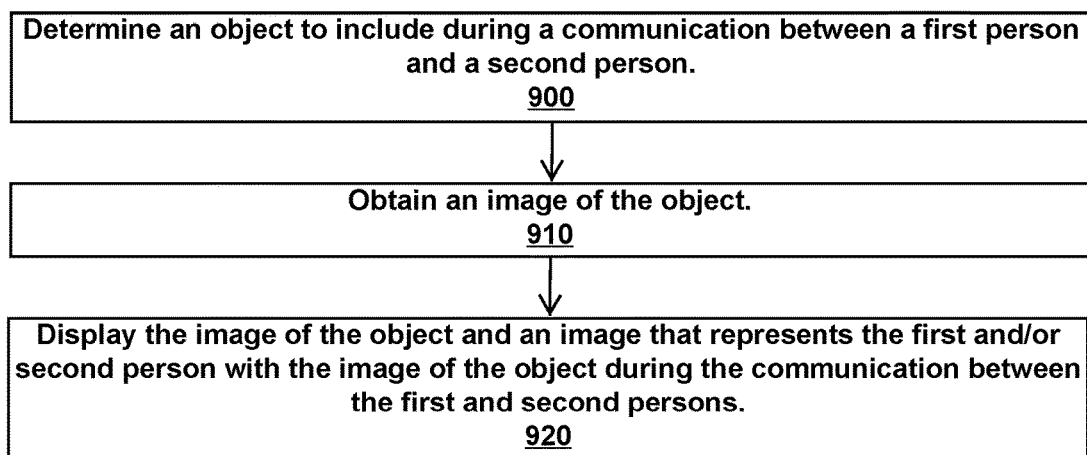 Determine an object to include during a communication between a first person
and a second person.
900
Obtain an image of the object.
910
Display the image of the object and an image that represents the first and/or
second person with the image of the object during the communication between
the first and second persons.
920